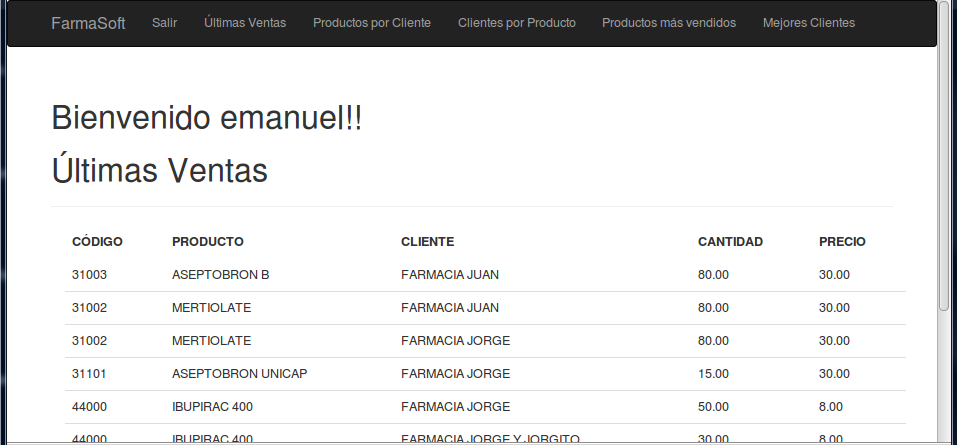 FarmaSoft Salir Últimas Ventas Productos por Cliente Clientes por Producto Productos más vendidos Mejores Clientes
Bienvenido emanuel!!
Últimas Ventas
CÓDIGO PRODUCTO CLIENTE CANTIDAD PRECIO
31003 ASEPTOBRON B FARMACIA JUAN 80.00 30.00
31002 MERTIOLATE FARMACIA JUAN 80.00 30.00
31002 MERTIOLATE FARMACIA JORGE 80.00 30.00
31101 ASEPTOBRON UNICAP FARMACIA JORGE 15.00 30.00
44000 IBUPIRAC 400 FARMACIA JORGE 50.00 8.00
44000 IBUPIRAC 400 FARMACIA JORGE Y JORGITO 30.00 8.00